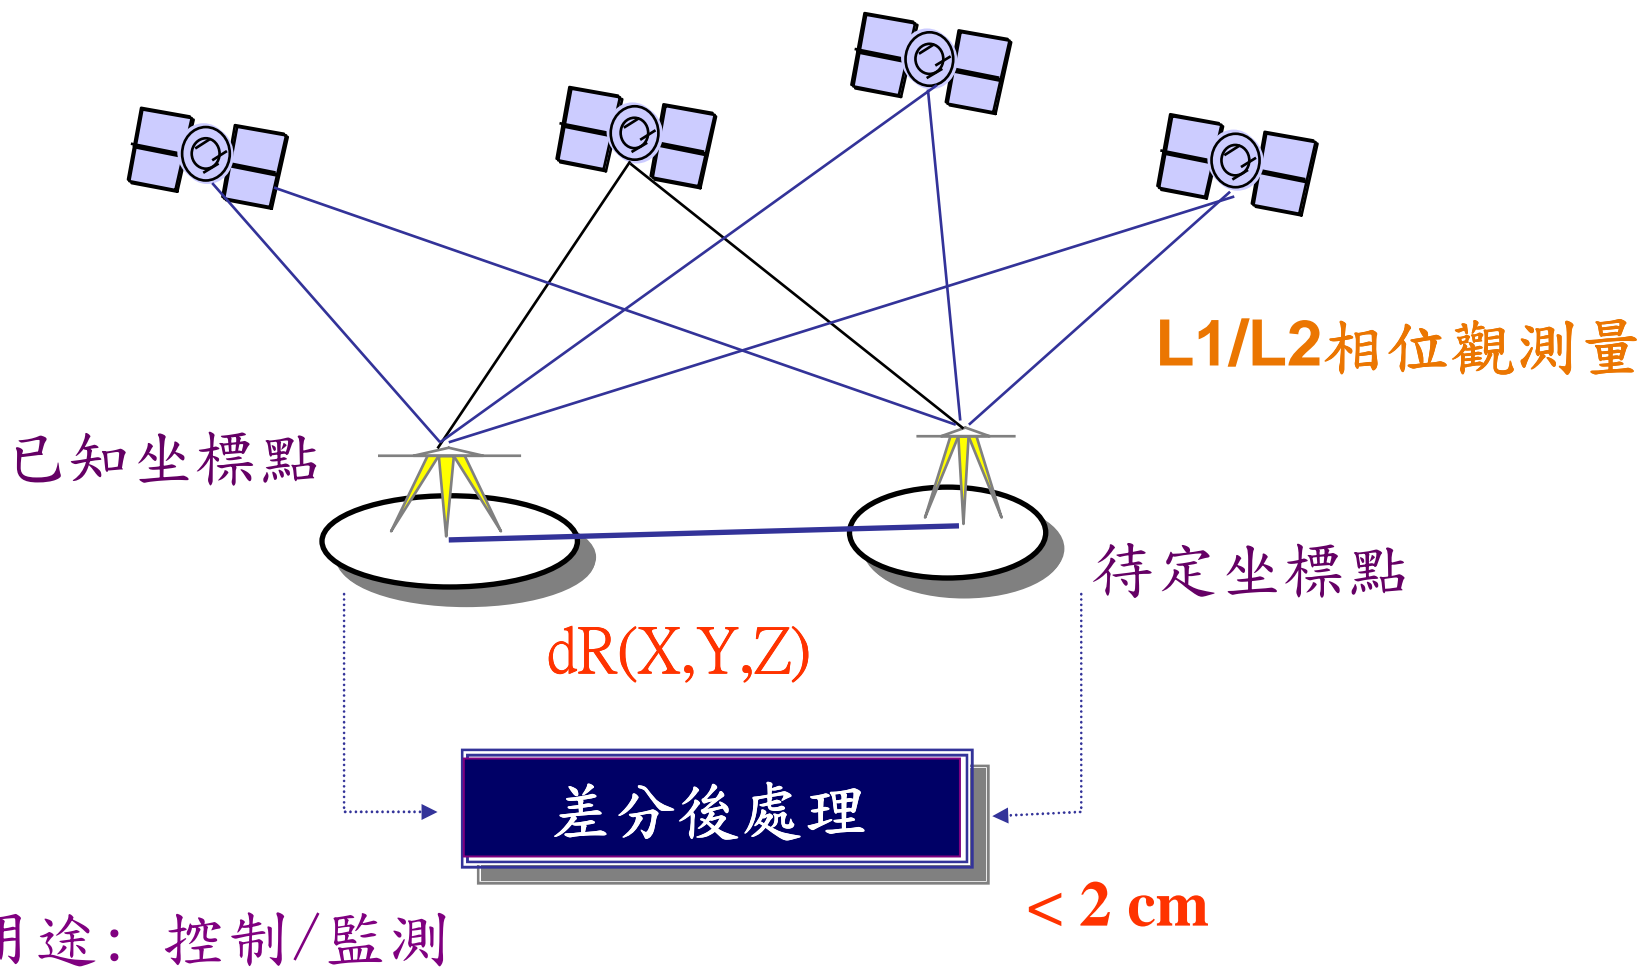 L1/L2相位觀測量
已知坐標點
待定坐標點
dR(X,Y,Z)
差分後處理
< 2 cm
用途: 控制/監測